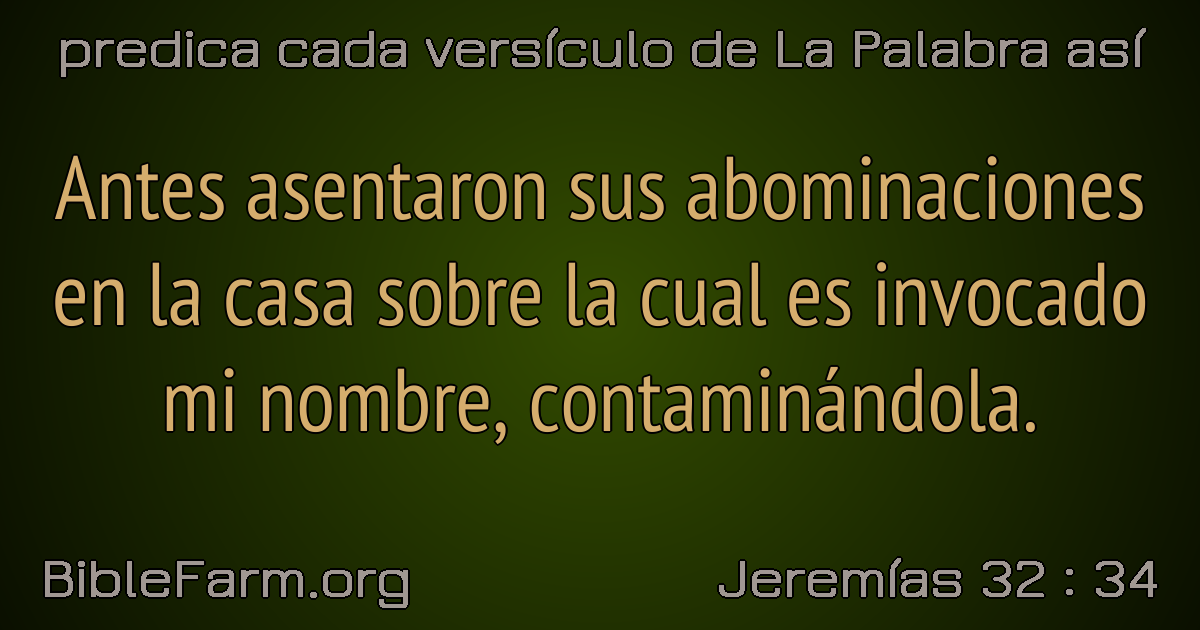 predica cada versículo de La Palabra así
Antes asentaron sus abominaciones
en la casa sobre la cual es invocado
mi nombre, contaminándola.
BibleFarm.org
Jeremías 32 : 34